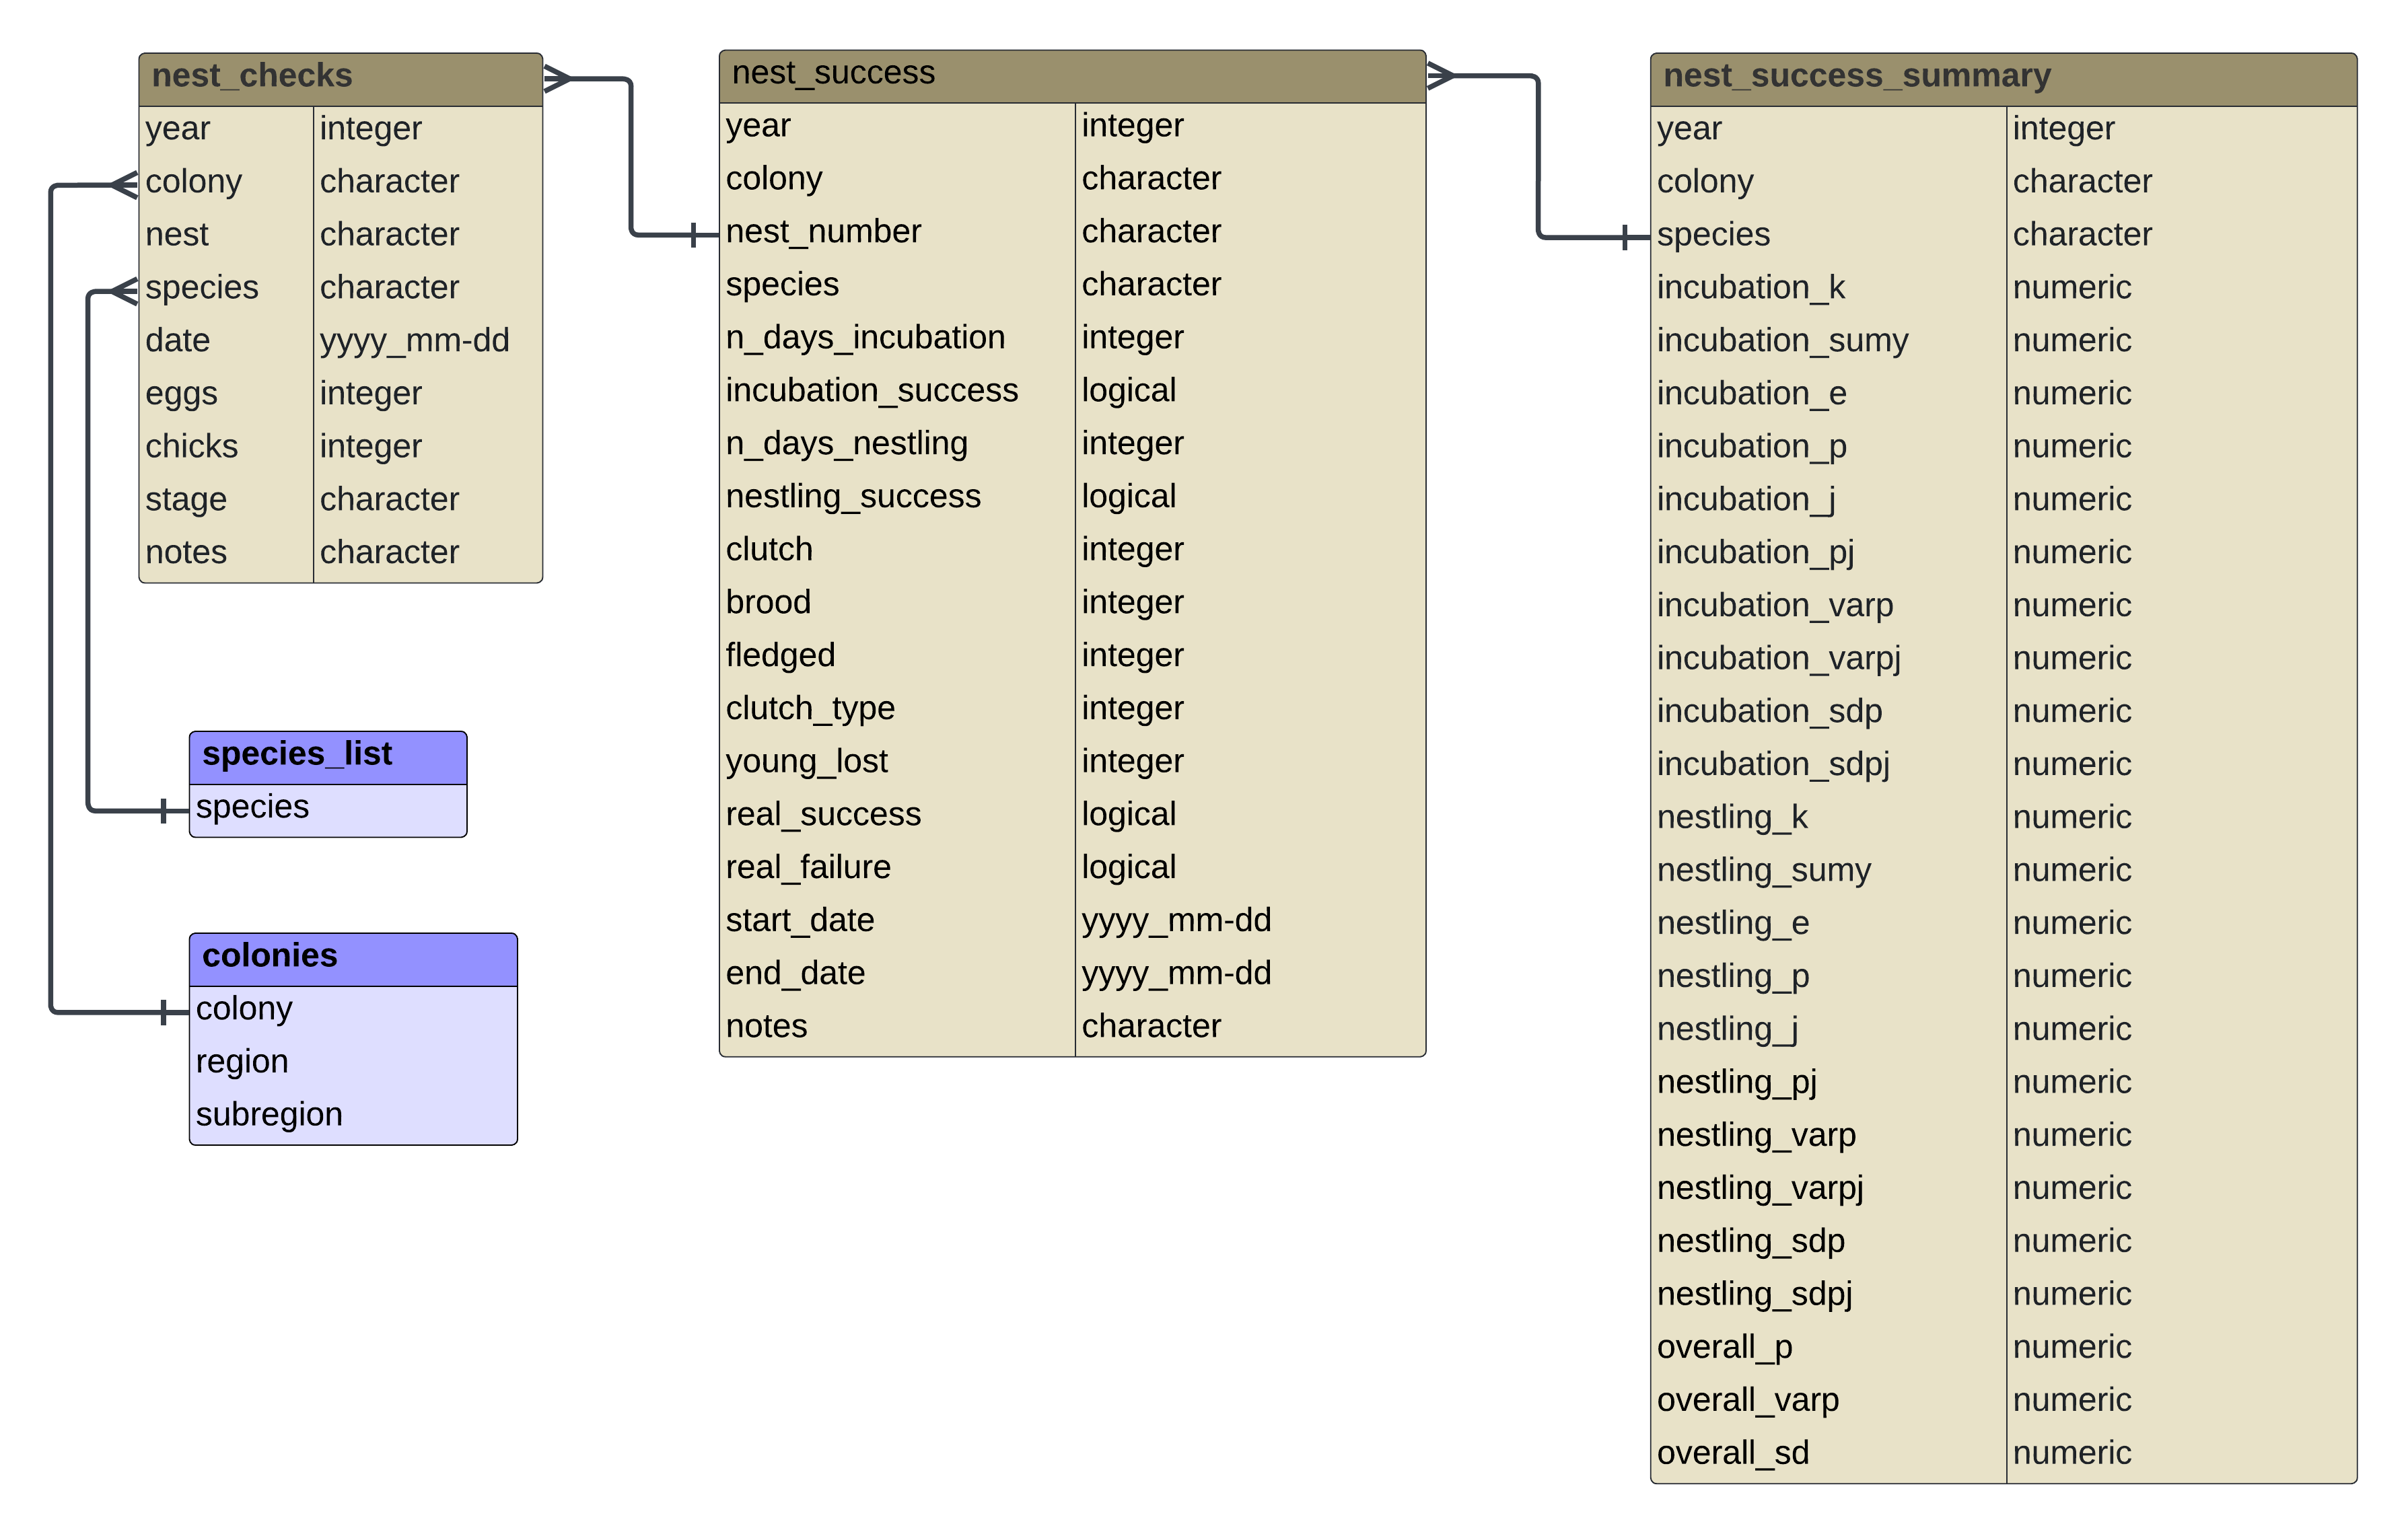 nest_checks
year integer
colony character
nest character
species character
date yyyy_mm-dd
eggs integer
chicks integer
stage character
notes character
species_list
species
colonies
colony
region
subregion
nest_success
year integer
colony character
nest_number character
species character
n_days_incubation integer
incubation_success logical
n_days_nestling integer
nestling_success logical
clutch integer
brood integer
fledged integer
clutch_type integer
young_lost integer
real_success logical
real_failure logical
start_date yyyy_mm-dd
end_date yyyy_mm-dd
notes character
nest_success_summary
year integer
colony character
species character
incubation_k numeric
incubation_sumy numeric
incubation_e numeric
incubation_p numeric
incubation_j numeric
incubation_pj numeric
incubation_varp numeric
incubation_varpj numeric
incubation_sdp numeric
incubation_sdpj numeric
nestling_k numeric
nestling_sumy numeric
nestling_e numeric
nestling_p numeric
nestling_j numeric
nestling_pj numeric
nestling_varp numeric
nestling_varpj numeric
nestling_sdp numeric
nestling_sdpj numeric
overall_p numeric
overall_varp numeric
overall_sd numeric